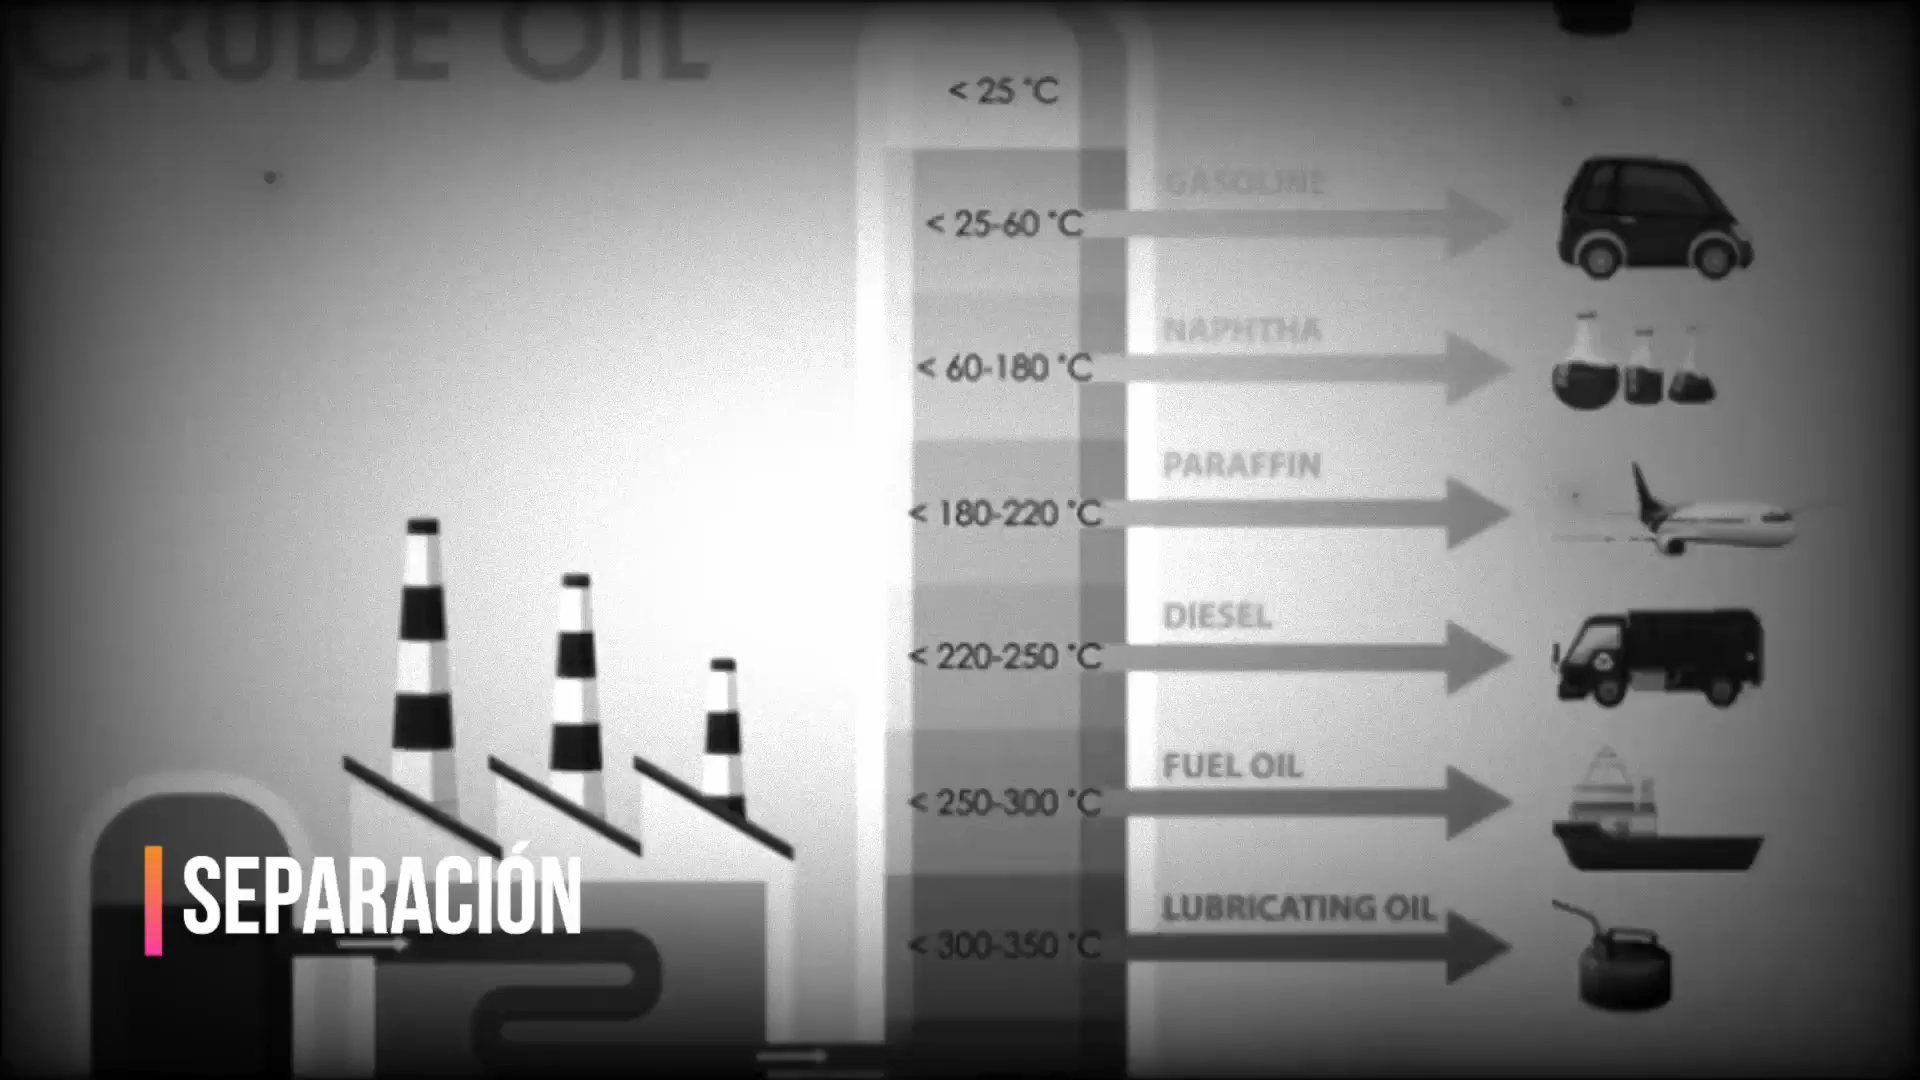 CRUDE OIL
< 25 °C
GASOLINE
< 25-60 °C
NAPHTHA
< 60-180 °C
PARAFFIN
< 180-220 °C
DIESEL
< 220-250 °C
FUEL OIL
< 250-300 °C
LUBRICATING OIL
< 300-350 °C
SEPARACIÓN